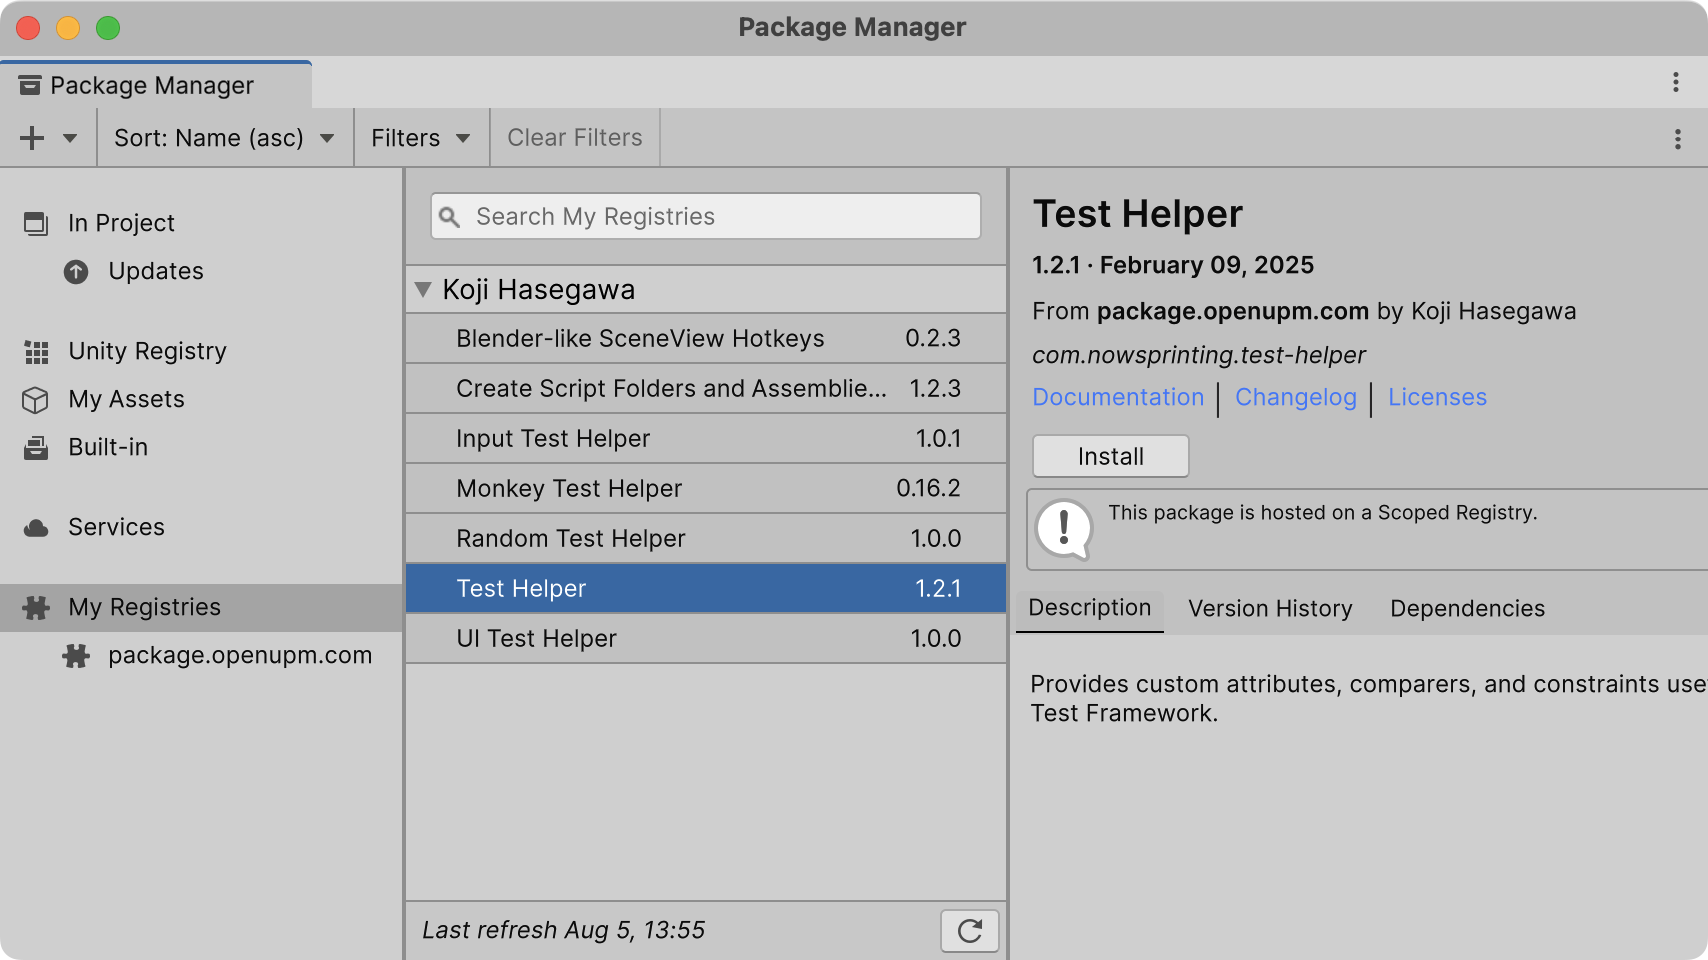 Package Manager
Package Manager
Sort: Name (asc)
Filters
Clear Filters
In Project
Updates
Unity Registry
My Assets
Built-in
Services
My Registries
package.openupm.com
Search My Registries
Koji Hasegawa
Blender-like SceneView Hotkeys 0.2.3
Create Script Folders and Assemblie... 1.2.3
Input Test Helper 1.0.1
Monkey Test Helper 0.16.2
Random Test Helper 1.0.0
Test Helper 1.2.1
UI Test Helper 1.0.0
Last refresh Aug 5, 13:55
Test Helper
1.2.1 · February 09, 2025
From package.openupm.com by Koji Hasegawa
com.nowsprinting.test-helper
Documentation | Changelog | Licenses
Install
This package is hosted on a Scoped Registry.
Description Version History Dependencies
Provides custom attributes, comparers, and constraints
Test Framework.